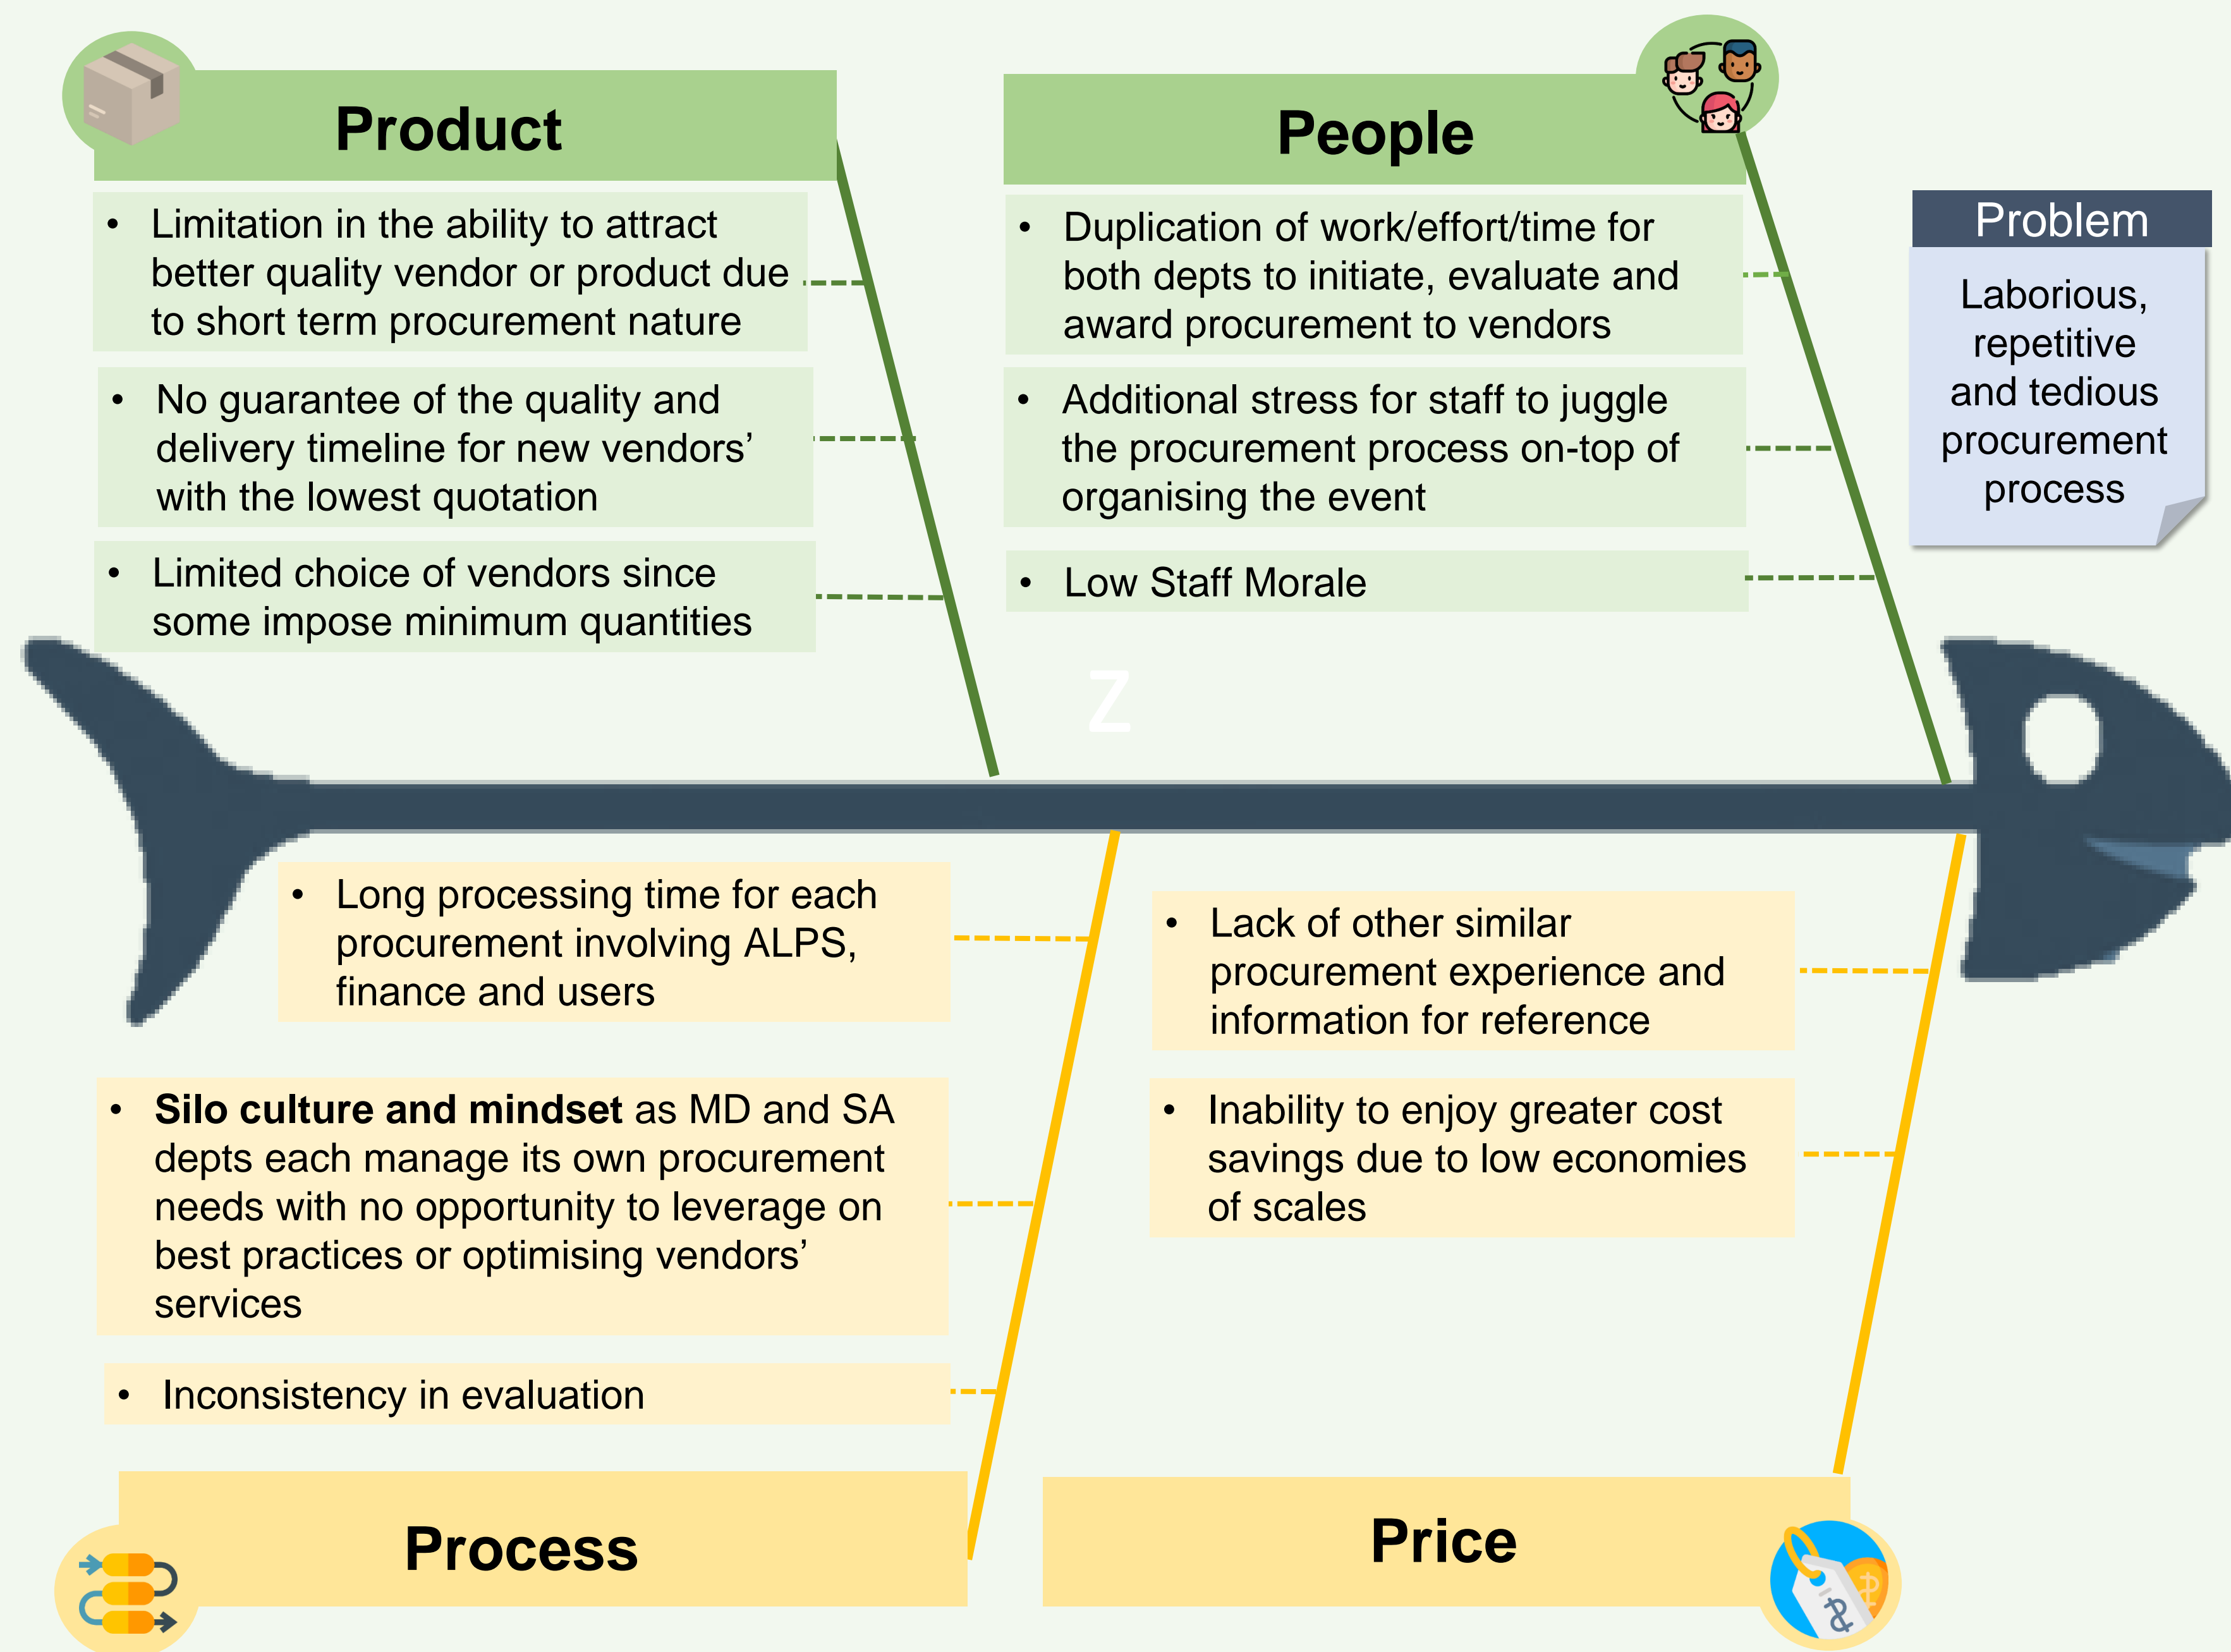 Product
• Limitation in the ability to attract
better quality vendor or product due
to short term procurement nature
• No guarantee of the quality and
delivery timeline for new vendors’
with the lowest quotation
• Limited choice of vendors since
some impose minimum quantities
People
• Duplication of work/effort/time for
both depts to initiate, evaluate and
award procurement to vendors
• Additional stress for staff to juggle
the procurement process on-top of
organising the event
• Low Staff Morale
Problem
Laborious,
repetitive
and tedious
procurement
process
Z
• Long processing time for each
procurement involving ALPS,
finance and users
• Silo culture and mindset as MD and SA
depts each manage its own procurement
needs with no opportunity to leverage on
best practices or optimising vendors’
services
• Inconsistency in evaluation
Process
• Lack of other similar
procurement experience and
information for reference
• Inability to enjoy greater cost
savings due to low economies
of scales
Price
$
$